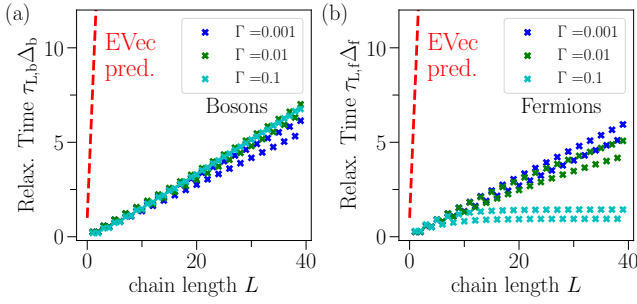 (a)
12
EVec
pred.
Γ =0.001
Γ =0.01
Γ =0.1
Bosons
Relax. Time τL,bΔb
5
0
0
20
40
chain length L
(b)
10
EVec
pred.
Γ =0.001
Γ =0.01
Γ =0.1
Fermions
Relax. Time τL,fΔf
5
0
0
20
40
chain length L